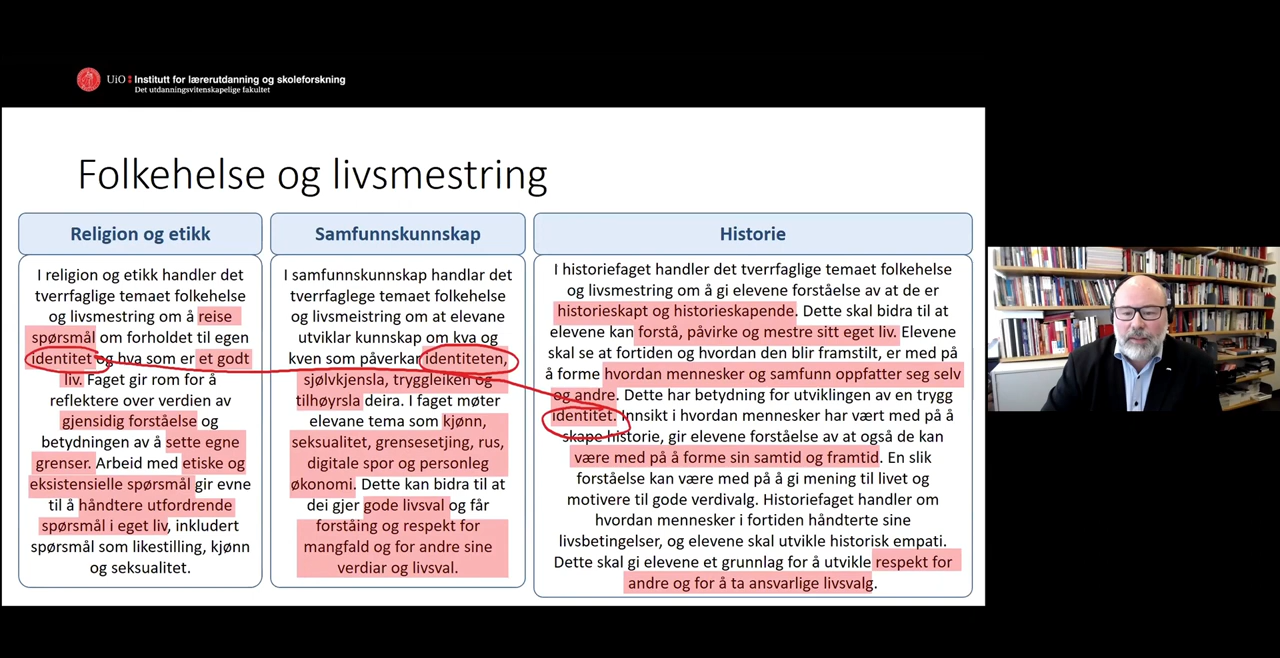 UiO : Institutt for lærerutdanning og skoleforskning
Det utdanningsvitenskapelige fakultet
Folkehelse og livsmestring
Religion og etikk
I religion og etikk handler det
tverrfaglige temaet folkehelse
og livsmestring om å reise
spørsmål om forholdet til egen
identitet og hva som er et godt
liv. Faget gir rom for å
reflektere over verdien av
gjensidig forståelse og
betydningen av å sette egne
grenser. Arbeid med etiske og
eksistensielle spørsmål gir evne
til å håndtere utfordrende
spørsmål i eget liv, inkludert
spørsmål som likestilling, kjønn
og seksualitet.
Samfunnskunnskap
I samfunnskunnskap handlar det
tverrfaglege temaet folkehelse
og livsmeistring om at elevane
utviklar kunnskap om kva og
kven som påverkar identiteten,
sjølvkjensla, tryggleiken og
tilhøyrsla deira. I faget møter
elevane tema som kjønn,
seksualitet, grensesetjing, rus,
digitale spor og personleg
økonomi. Dette kan bidra til at
dei gjer gode livsval og får
forståing og respekt for
mangfald og for andre sine
verdiar og livsval.
Historie
I historiefaget handler det tverrfaglige temaet folkehelse
og livsmestring om å gi elevene forståelse av at de er
historieskapt og historieskapende. Dette skal bidra til at
elevene kan forstå, påvirke og mestre sitt eget liv. Elevene
skal se at fortiden og hvordan den blir framstilt, er med på
å forme hvordan mennesker og samfunn oppfatter seg selv
og andre. Dette har betydning for utviklingen av en trygg
identitet. Innsikt i hvordan mennesker har vært med på å
skape historie, gir elevene forståelse av at også de kan
være med på å forme sin samtid og framtid. En slik
forståelse kan være med på å gi mening til livet og
motivere til gode verdivalg. Historiefaget handler om
hvordan mennesker i fortiden håndterte sine
livsbetingelser, og elevene skal utvikle historisk empati.
Dette skal gi elevene et grunnlag for å utvikle respekt for
andre og for å ta ansvarlige livsvalg.